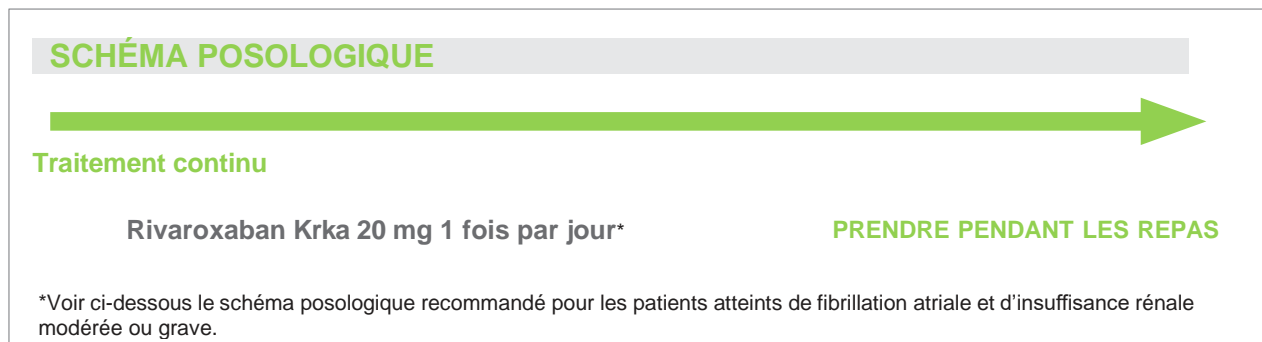 SCHÉMA POSOLOGIQUE
Traitement continu
Rivaroxaban Krka 20 mg 1 fois par jour*
PRENDRE PENDANT LES REPAS
*Voir ci-dessous le schéma posologique recommandé pour les patients atteints de fibrillation atriale et d’insuffisance rénale
modérée ou grave.